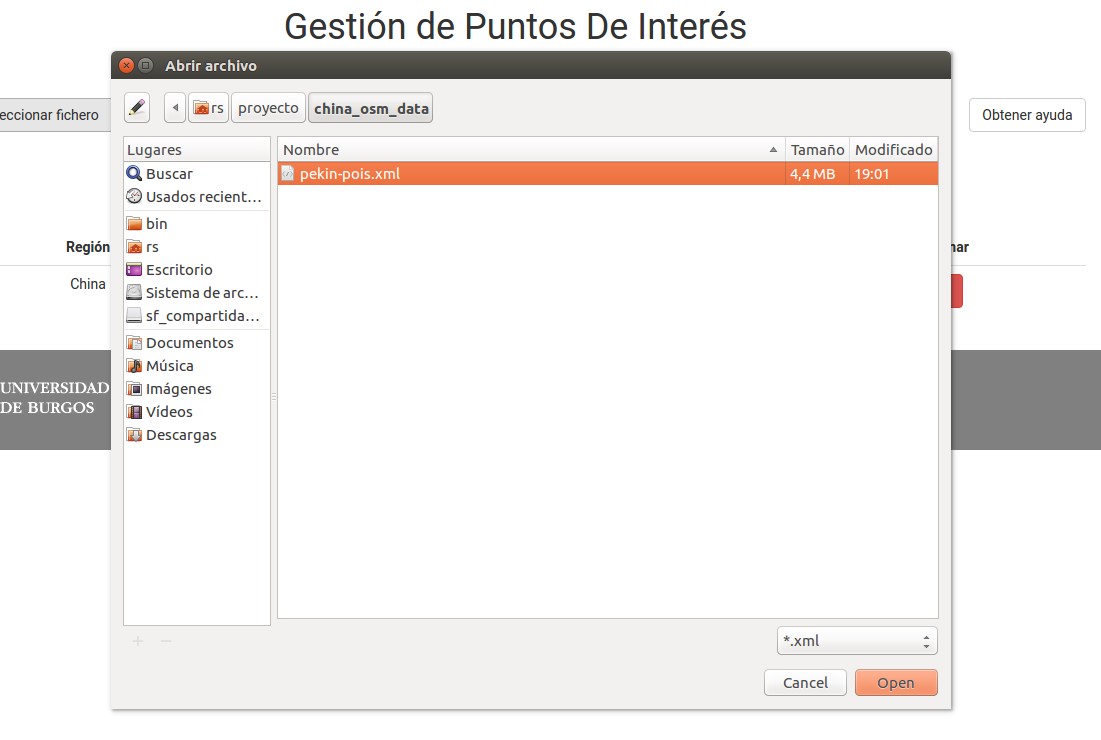 Gestión de Puntos De Interés
Abrir archivo
eccionar fichero
Obtener ayuda
rs
proyecto
china_osm_data
Lugares
Buscar
Usados recient...
bin
rs
Escritorio
Sistema de arc...
sf_compartida...
Documentos
Música
Imágenes
Vídeos
Descargas
Nombre Tamaño Modificado
pekin-pois.xml 4,4 MB 19:01
Región
nar
China
UNIVERSIDAD
DE BURGOS
*.xml
Cancel
Open